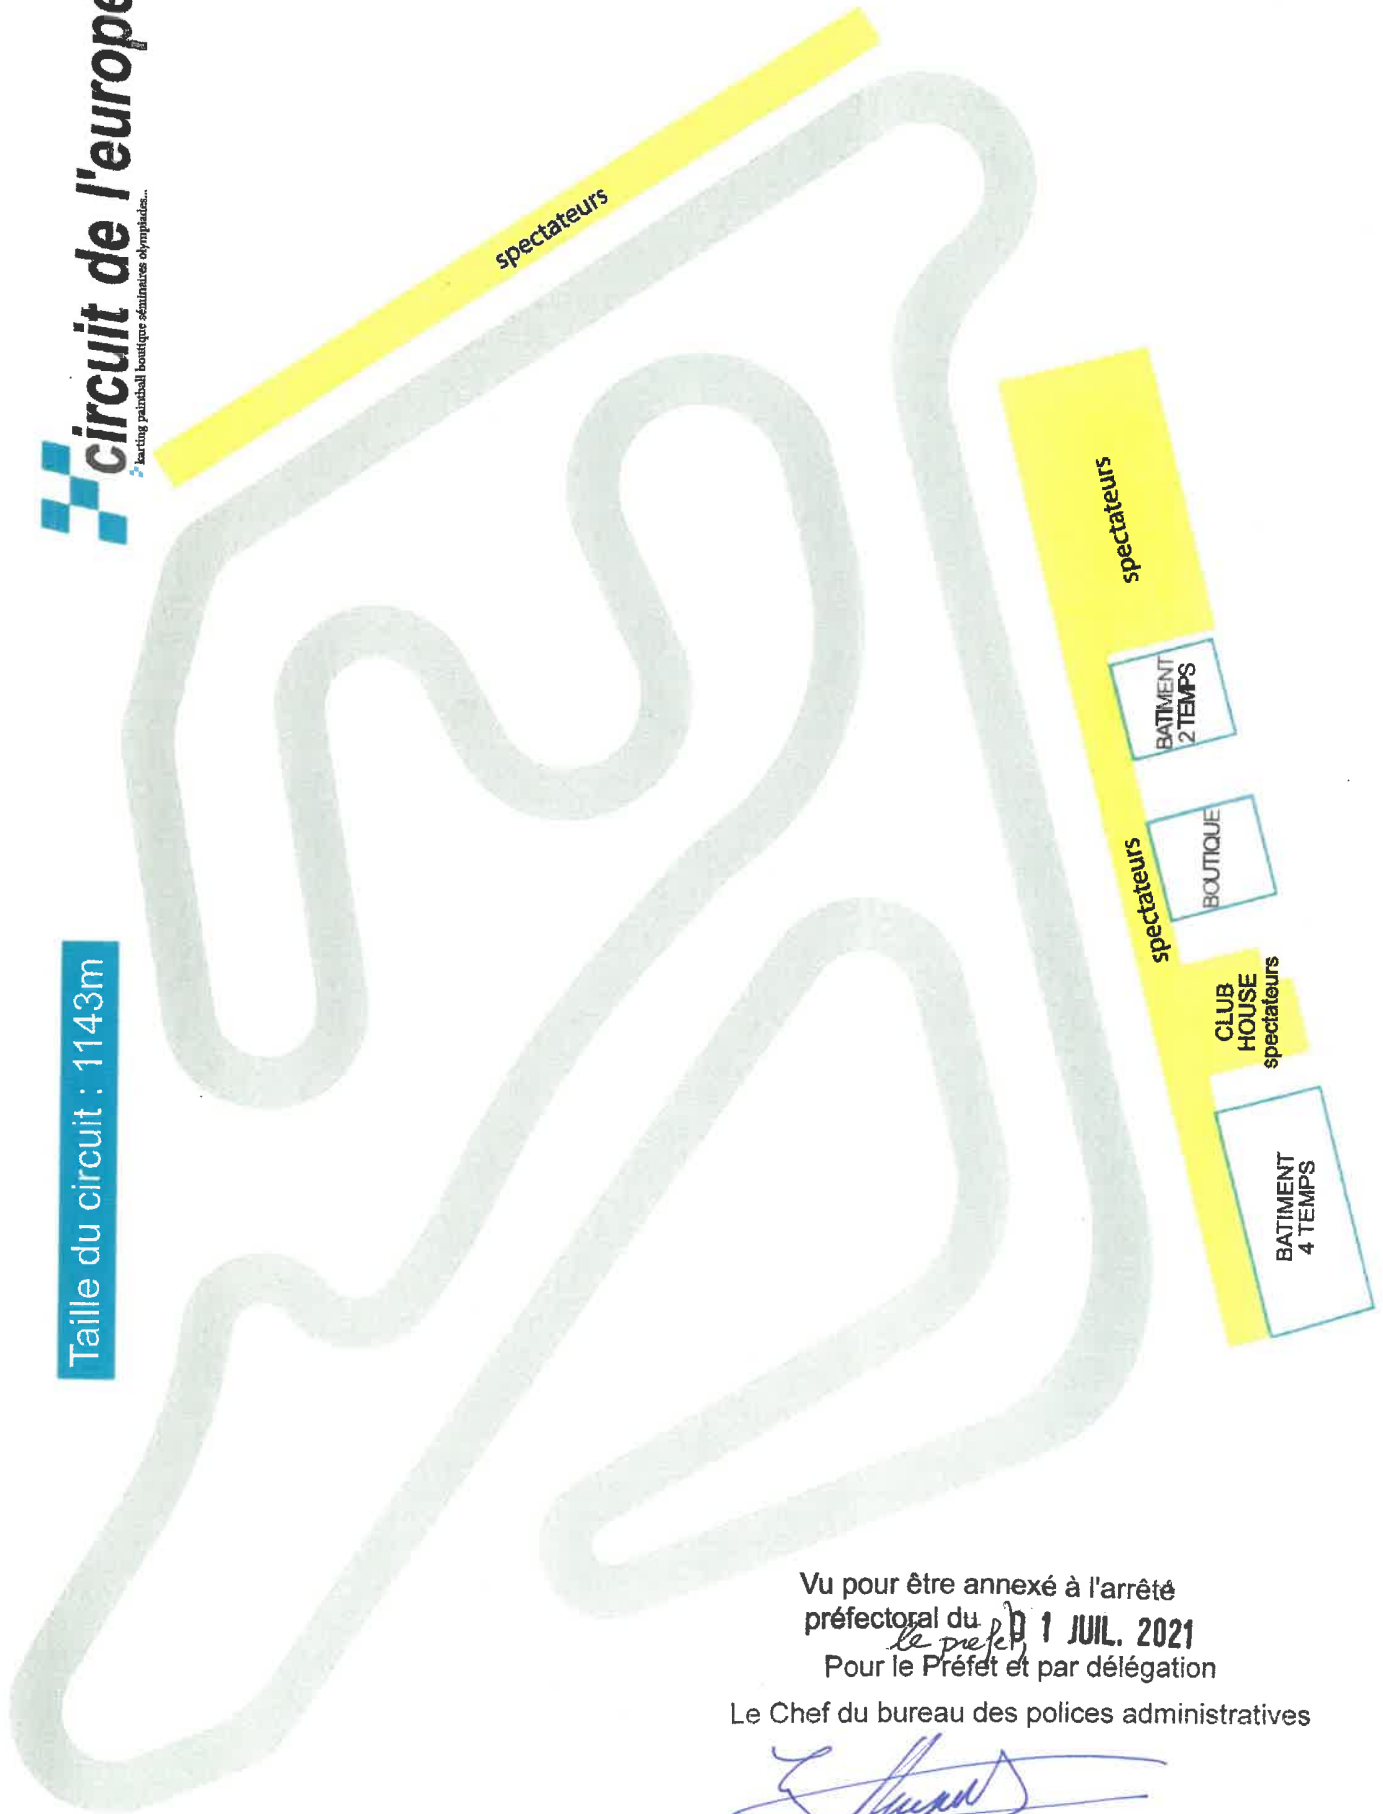 circuit de l'europe
karting paintball boutique séminaires olympiades...
Taille du circuit : 1143m
spectateurs
spectateurs
BATIMENT
2 TEMPS
spectateurs
BOUTIQUE
CLUB
HOUSE
spectateurs
BATIMENT
4 TEMPS
Vu pour être annexé à l'arrêté
préfectoral du 0 1 JUIL. 2021
le préfet,
Pour le Préfet et par délégation
Le Chef du bureau des polices administratives